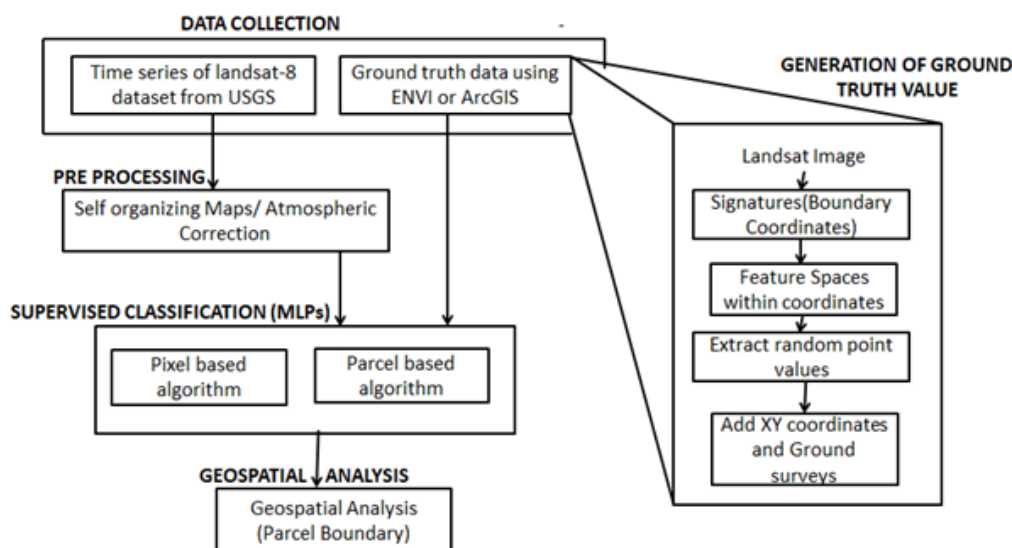 DATA COLLECTION
Time series of landsat-8
dataset from USGS
Ground truth data using
ENVI or ArcGIS
PRE PROCESSING
Self organizing Maps/ Atmospheric
Correction
SUPERVISED CLASSIFICATION (MLPs)
Pixel based
algorithm
Parcel based
algorithm
GEOSPATIAL ANALYSIS
Geospatial Analysis
(Parcel Boundary)
GENERATION OF GROUND
TRUTH VALUE
Landsat Image
Signatures(Boundary
Coordinates)
Feature Spaces
within coordinates
Extract random point
values
Add XY coordinates
and Ground
surveys